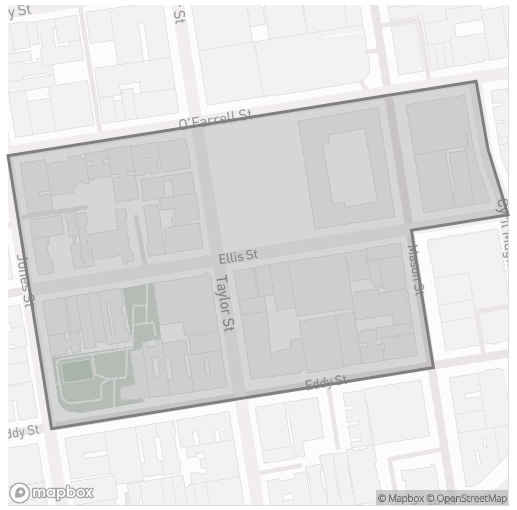 y St
y St
O'Farrell St
Ellis St
Jones St
Taylor St
Mason St
Cyril Mag
Eddy St
ddy St
mapbox
© Mapbox © OpenStreetMap